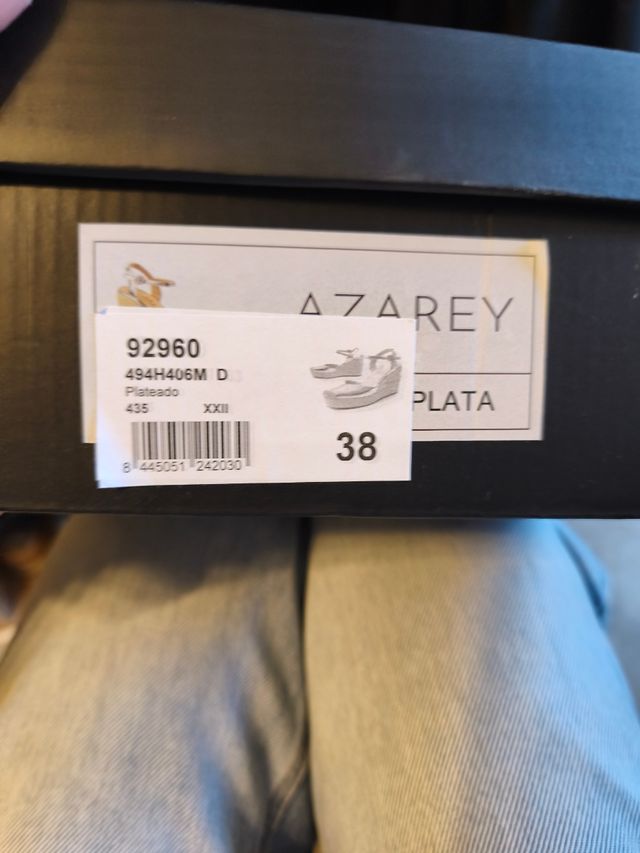 AZAREY
PLATA
92960
494H406M D
Plateado
435 XXII
8 445051 242030
38